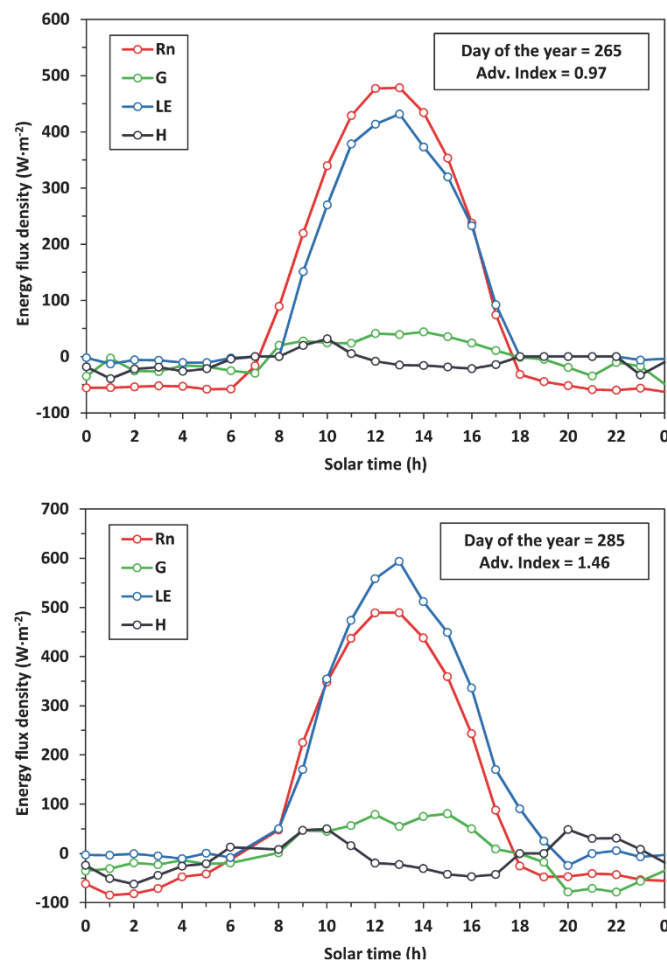 600
500
400
300
200
100
0
-100
Energy flux density (W·m⁻²)
Rn
G
LE
H
Day of the year = 265
Adv. Index = 0.97
0 2 4 6 8 10 12 14 16 18 20 22 0
Solar time (h)
700
600
500
400
300
200
100
0
-100
Energy flux density (W·m⁻²)
Rn
G
LE
H
Day of the year = 285
Adv. Index = 1.46
0 2 4 6 8 10 12 14 16 18 20 22 0
Solar time (h)